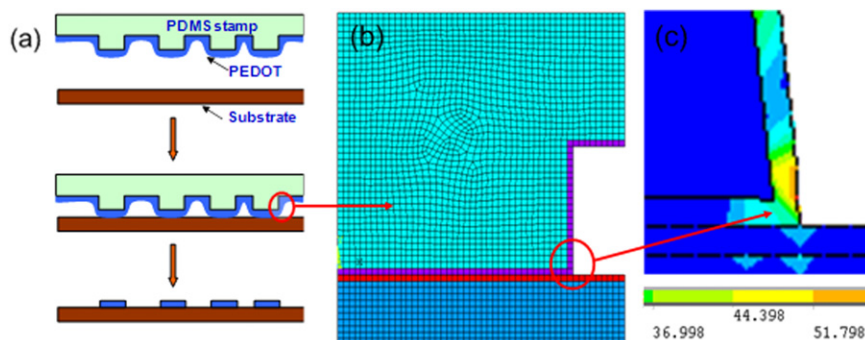 (a)
PDMS stamp
PEDOT
Substrate
(b)
(c)
44.398
36.998
51.798